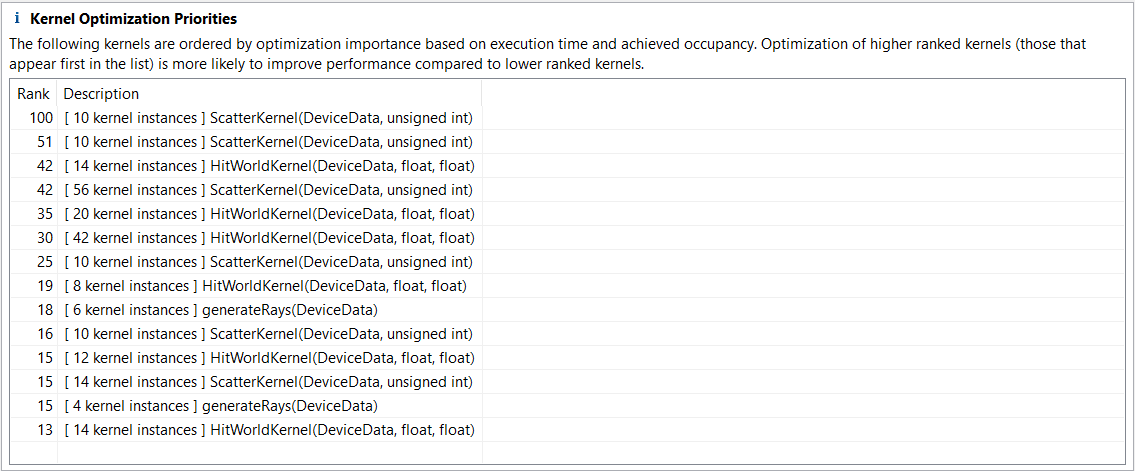 i Kernel Optimization Priorities
The following kernels are ordered by optimization importance based on execution time and achieved occupancy. Optimization of higher ranked kernels (those that
appear first in the list) is more likely to improve performance compared to lower ranked kernels.
Rank Description
100 [ 10 kernel instances ] ScatterKernel(DeviceData, unsigned int)
51 [ 10 kernel instances ] ScatterKernel(DeviceData, unsigned int)
42 [ 14 kernel instances ] HitWorldKernel(DeviceData, float, float)
42 [ 56 kernel instances ] ScatterKernel(DeviceData, unsigned int)
35 [ 20 kernel instances ] HitWorldKernel(DeviceData, float, float)
30 [ 42 kernel instances ] HitWorldKernel(DeviceData, float, float)
25 [ 10 kernel instances ] ScatterKernel(DeviceData, unsigned int)
19 [ 8 kernel instances ] HitWorldKernel(DeviceData, float, float)
18 [ 6 kernel instances ] generateRays(DeviceData)
16 [ 10 kernel instances ] ScatterKernel(DeviceData, unsigned int)
15 [ 12 kernel instances ] HitWorldKernel(DeviceData, float, float)
15 [ 14 kernel instances ] ScatterKernel(DeviceData, unsigned int)
15 [ 4 kernel instances ] generateRays(DeviceData)
13 [ 14 kernel instances ] HitWorldKernel(DeviceData, float, float)